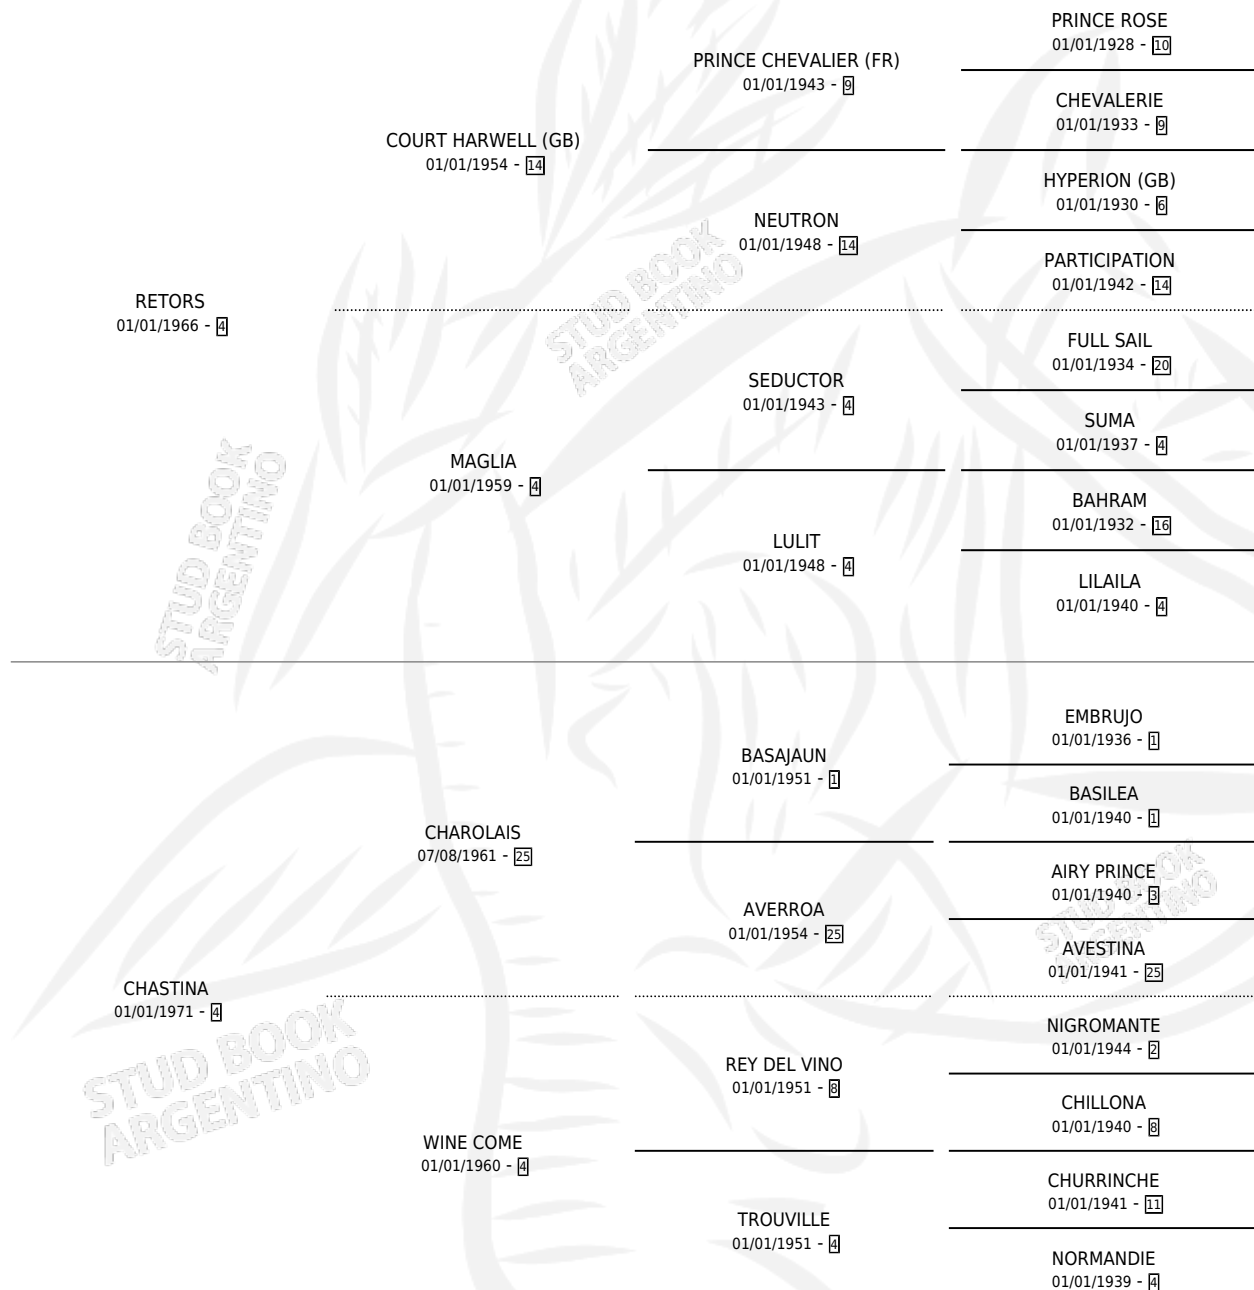 PRINCE ROSE
01/01/1928 - 10
PRINCE CHEVALIER (FR)
01/01/1943 - 9
CHEVALERIE
01/01/1933 - 9
COURT HARWELL (GB)
01/01/1954 - 14
HYPERION (GB)
01/01/1930 - 6
NEUTRON
01/01/1948 - 14
PARTICIPATION
01/01/1942 - 14
RETORS
01/01/1966 - 4
STUD BOOK
ARGENTINO
FULL SAIL
01/01/1934 - 20
SEDUCTOR
01/01/1943 - 4
SUMA
01/01/1937 - 4
MAGLIA
01/01/1959 - 4
BAHRAM
01/01/1932 - 16
LULIT
01/01/1948 - 4
LILAILA
01/01/1940 - 4
STUD BOOK
ARGENTINO
EMBRUJO
01/01/1936 - 1
BASAJAUN
01/01/1951 - 1
BASILEA
01/01/1940 - 1
CHAROLAIS
07/08/1961 - 25
AIRY PRINCE
01/01/1940 - 3
AVERROA
01/01/1954 - 25
AVESTINA
01/01/1941 - 25
STUD BOOK
ARGENTINO
CHASTINA
01/01/1971 - 4
NIGROMANTE
01/01/1944 - 2
REY DEL VINO
01/01/1951 - 8
CHILLONA
01/01/1940 - 8
STUD BOOK
ARGENTINO
WINE COME
01/01/1960 - 4
CHURRINCHE
01/01/1941 - 11
TROUVILLE
01/01/1951 - 4
NORMANDIE
01/01/1939 - 4